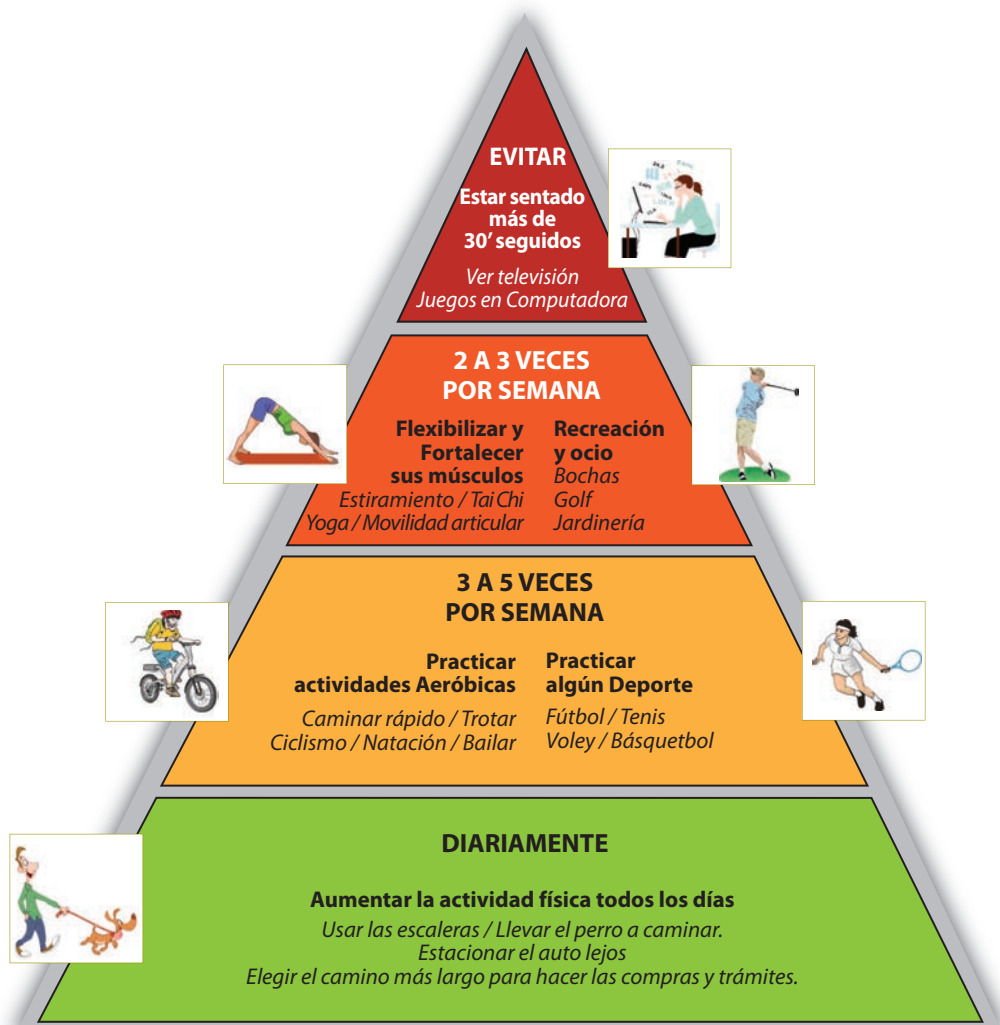 EVITAR
Estar sentado
más de
30’ seguidos
Ver televisión
Juegos en Computadora
2 A 3 VECES
POR SEMANA
Flexibilizar y
Fortalecer
sus músculos
Estiramiento / Tai Chi
Yoga / Movilidad articular
Recreación
y ocio
Bochas
Golf
Jardinería
3 A 5 VECES
POR SEMANA
Practicar
actividades Aeróbicas
Caminar rápido / Trotar
Ciclismo / Natación / Bailar
Practicar
algún Deporte
Fútbol / Tenis
Voley / Básquetbol
DIARIAMENTE
Aumentar la actividad física todos los días
Usar las escaleras / Llevar el perro a caminar.
Estacionar el auto lejos
Elegir el camino más largo para hacer las compras y trámites.